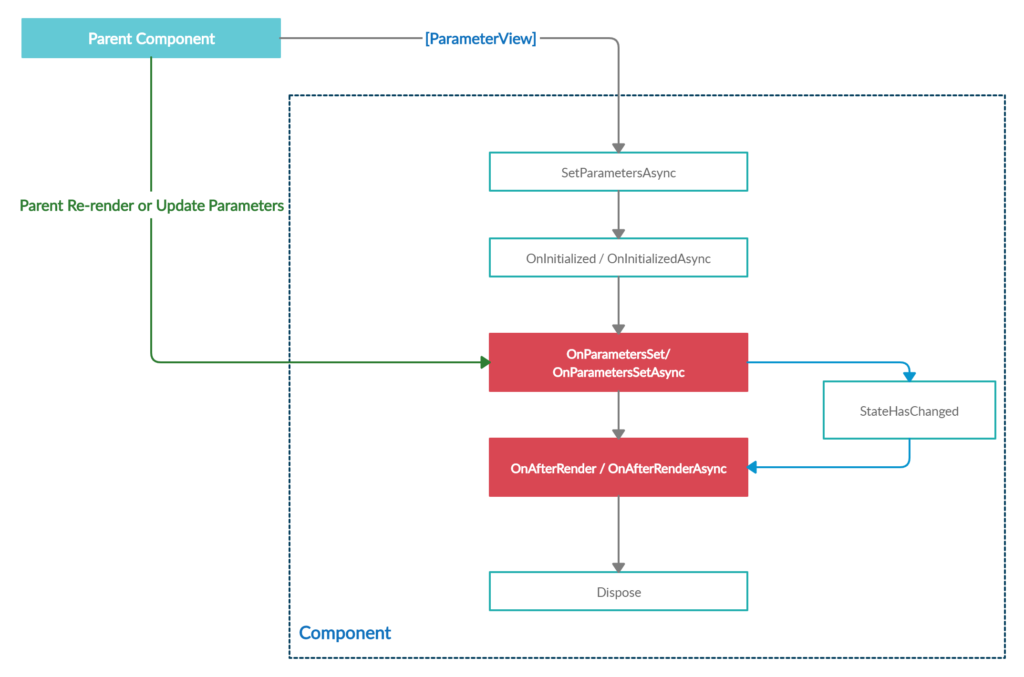 Parent Component
[ParameterView]
SetParametersAsync
Parent Re-render or Update Parameters
OnInitialized / OnInitializedAsync
OnParametersSet/
OnParametersSetAsync
StateHasChanged
OnAfterRender / OnAfterRenderAsync
Dispose
Component